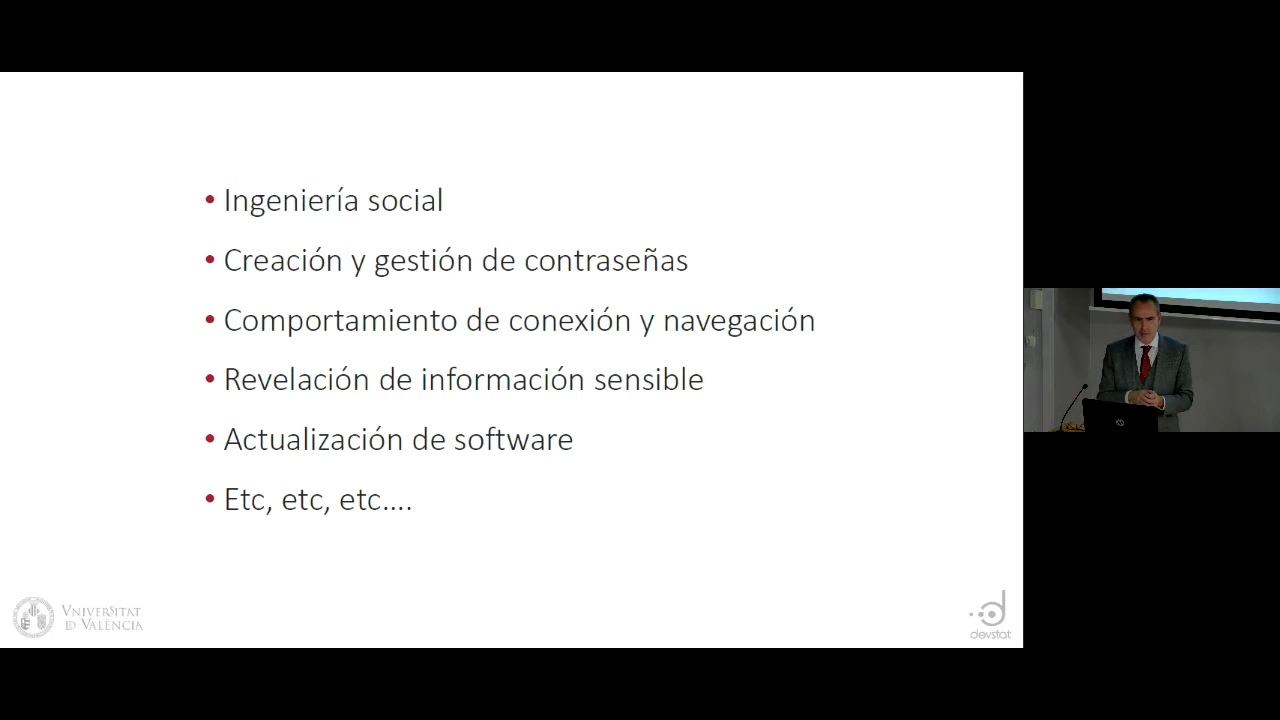 • Ingeniería social
• Creación y gestión de contraseñas
• Comportamiento de conexión y navegación
• Revelación de información sensible
• Actualización de software
• Etc, etc, etc....
VNIVERSITAT
ID VALÈNCIA
devstat